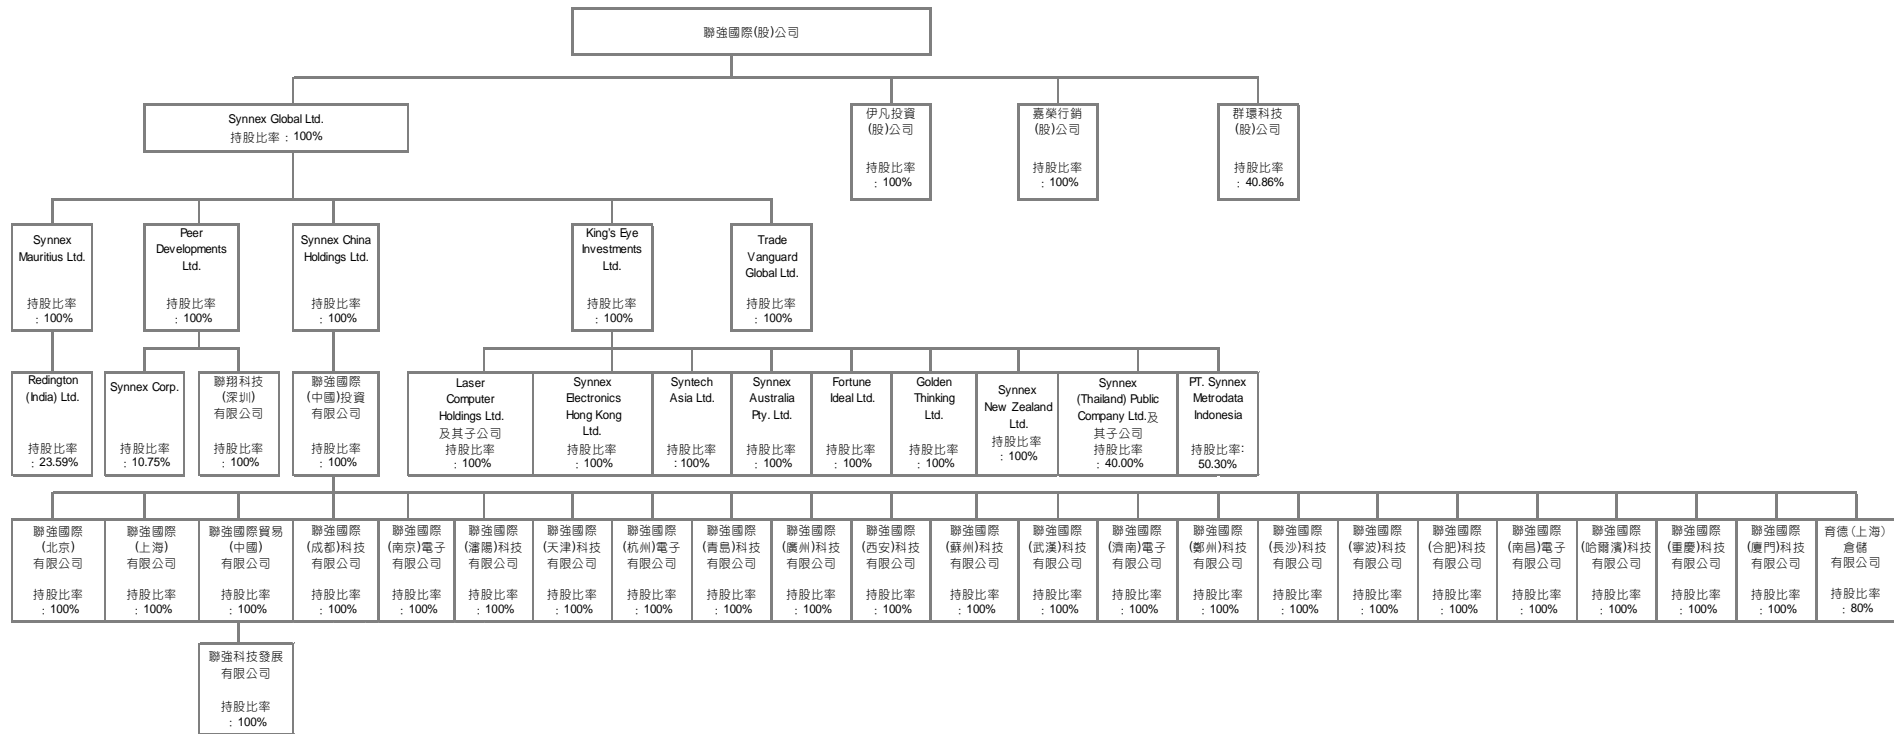 聯強國際(股)公司
Synnex Global Ltd.
持股比率：100%
伊凡投資
(股)公司
持股比率
：100%
嘉榮行銷
(股)公司
持股比率
：100%
群環科技
(股)公司
持股比率
：40.86%
Synnex
Mauritius Ltd.
持股比率
：100%
Peer
Developments
Ltd.
持股比率
：100%
Synnex China
Holdings Ltd.
持股比率
：100%
King's Eye
Investments
Ltd.
持股比率
：100%
Trade
Vanguard
Global Ltd.
持股比率
：100%
Redington
(India) Ltd.
持股比率
：23.59%
Synnex Corp.
持股比率
：10.75%
聯翔科技
(深圳)
有限公司
持股比率
：100%
聯強國際
(中國)投資
有限公司
持股比率
：100%
Laser
Computer
Holdings Ltd.
及其子公司
持股比率
：100%
Synnex
Electronics
Hong Kong
Ltd.
持股比率
：100%
Syntech
Asia Ltd.
持股比率
：100%
Synnex
Australia
Pty. Ltd.
持股比率
：100%
Fortune
Ideal Ltd.
持股比率
：100%
Golden
Thinking
Ltd.
持股比率
：100%
Synnex
New Zealand
Ltd.
持股比率
：100%
Synnex
(Thailand) Public
Company Ltd.及
其子公司
持股比率
：40.00%
PT. Synnex
Metrodata
Indonesia
持股比率:
50.30%
聯強國際
(北京)
有限公司
持股比率
：100%
聯強國際
(上海)
有限公司
持股比率
：100%
聯強國際貿易
(中國)
有限公司
持股比率
：100%
聯強國際
(成都)科技
有限公司
持股比率
：100%
聯強國際
(南京)電子
有限公司
持股比率
：100%
聯強國際
(瀋陽)科技
有限公司
持股比率
：100%
聯強國際
(天津)科技
有限公司
持股比率
：100%
聯強國際
(杭州)電子
有限公司
持股比率
：100%
聯強國際
(青島)科技
有限公司
持股比率
：100%
聯強國際
(廣州)科技
有限公司
持股比率
：100%
聯強國際
(西安)科技
有限公司
持股比率
：100%
聯強國際
(蘇州)科技
有限公司
持股比率
：100%
聯強國際
(武漢)科技
有限公司
持股比率
：100%
聯強國際
(濟南)電子
有限公司
持股比率
：100%
聯強國際
(鄭州)科技
有限公司
持股比率
：100%
聯強國際
(長沙)科技
有限公司
持股比率
：100%
聯強國際
(寧波)科技
有限公司
持股比率
：100%
聯強國際
(合肥)科技
有限公司
持股比率
：100%
聯強國際
(南昌)電子
有限公司
持股比率
：100%
聯強國際
(哈爾濱)科技
有限公司
持股比率
：100%
聯強國際
(重慶)科技
有限公司
持股比率
：100%
聯強國際
(廈門)科技
有限公司
持股比率
：100%
育德(上海)
倉儲
有限公司
持股比率
：80%
聯強科技發展
有限公司
持股比率
：100%